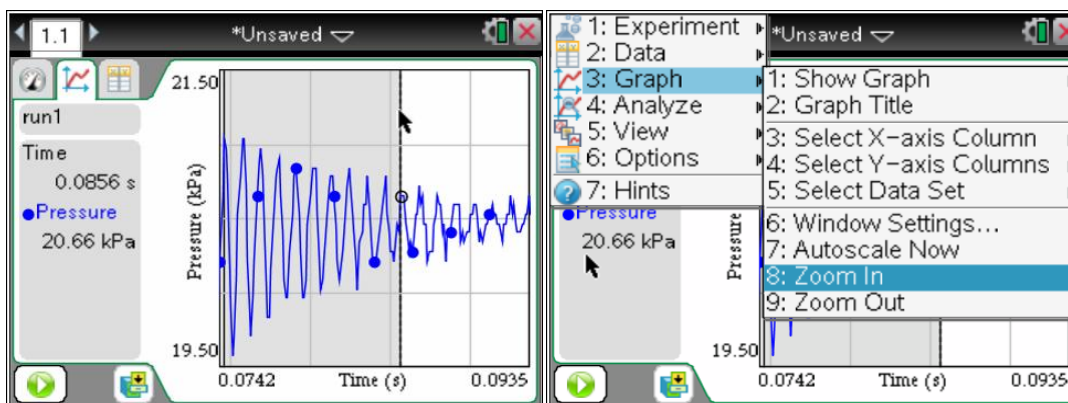 1.1
*Unsaved
run1
Time
0.0856 s
Pressure
20.66 kPa
21.50
Pressure (kPa)
19.50
0.0742
Time (s)
0.0935
1: Experiment
2: Data
3: Graph
4: Analyze
5: View
6: Options
7: Hints
*Unsaved
1: Show Graph
2: Graph Title
3: Select X-axis Column
4: Select Y-axis Columns
5: Select Data Set
6: Window Settings...
7: Autoscale Now
8: Zoom In
9: Zoom Out
Pressure
20.66 kPa
Pressure
19.50
0.0742
Time (s)
0.0935